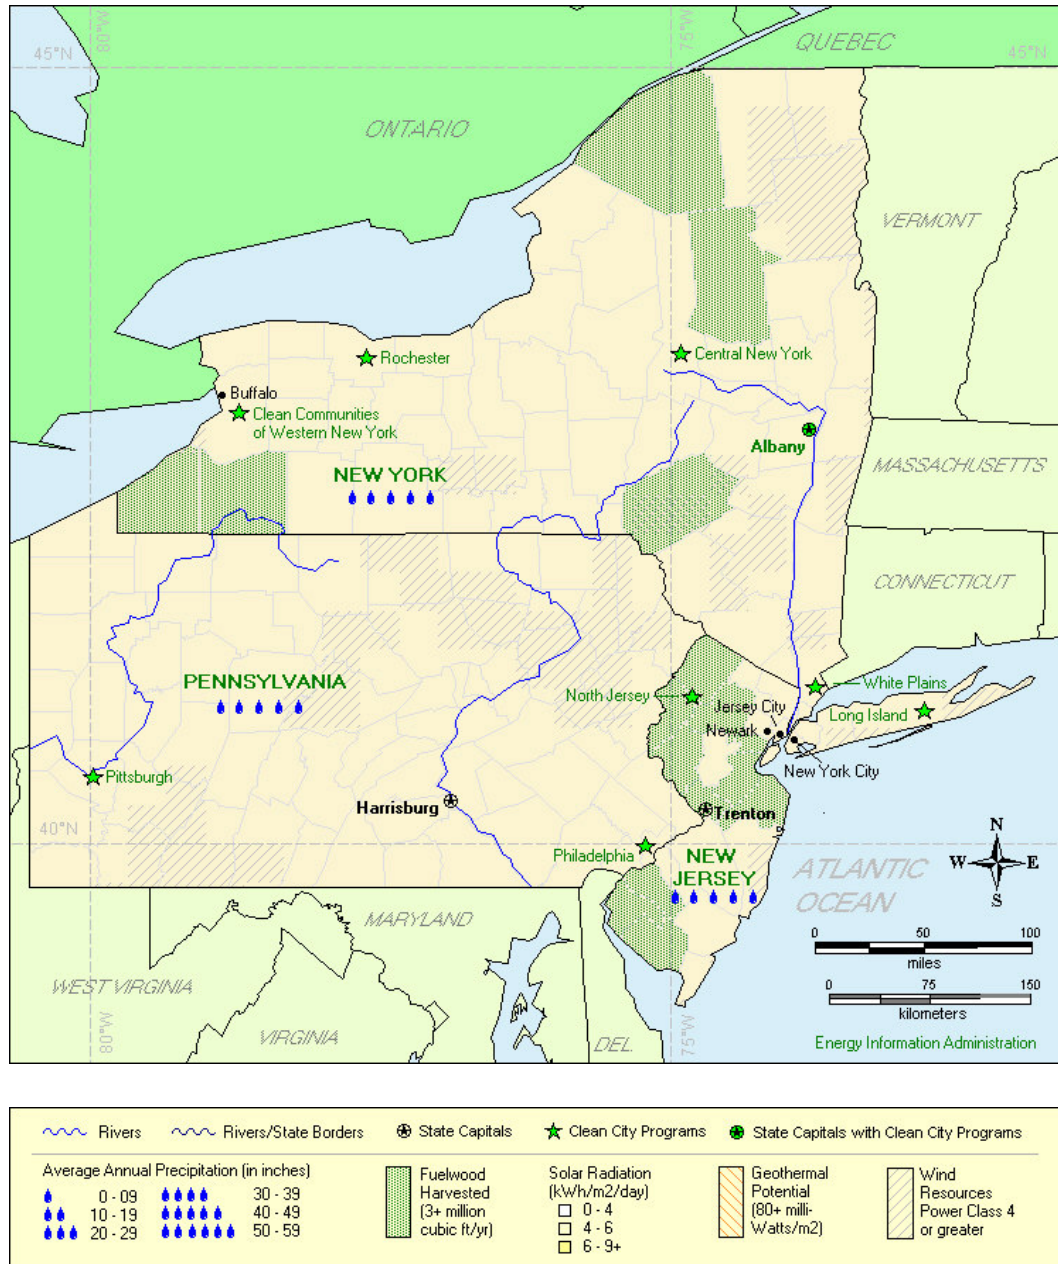 W°08
75°W
QUEBEC
45°N
45°N
ONTARIO
VERMONT
Rochester
Central New York
Buffalo
Clean Communities
of Western New York
Albany
NEW YORK
MASSACHUSETTS
CONNECTICUT
PENNSYLVANIA
North Jersey
White Plains
Jersey City
Long Island
Newark
New York City
Pittsburgh
Harrisburg
Trenton
40°N
Philadelphia
NEW
JERSEY
N
W
E
S
ATLANTIC
OCEAN
MARYLAND
0 50 100
miles
WEST VIRGINIA
0 75 150
kilometers
VIRGINIA
DEL.
80°W
75°W
Energy Information Administration
Rivers
Rivers/State Borders
State Capitals
Clean City Programs
State Capitals with Clean City Programs
Average Annual Precipitation (in inches)
0 - 09
10 - 19
20 - 29
30 - 39
40 - 49
50 - 59
Fuelwood
Harvested
(3+ million
cubic ft/yr)
Solar Radiation
(kWh/m2/day)
0 - 4
4 - 6
6 - 9+
Geothermal
Potential
(80+ milli-
Watts/m2)
Wind
Resources
Power Class 4
or greater